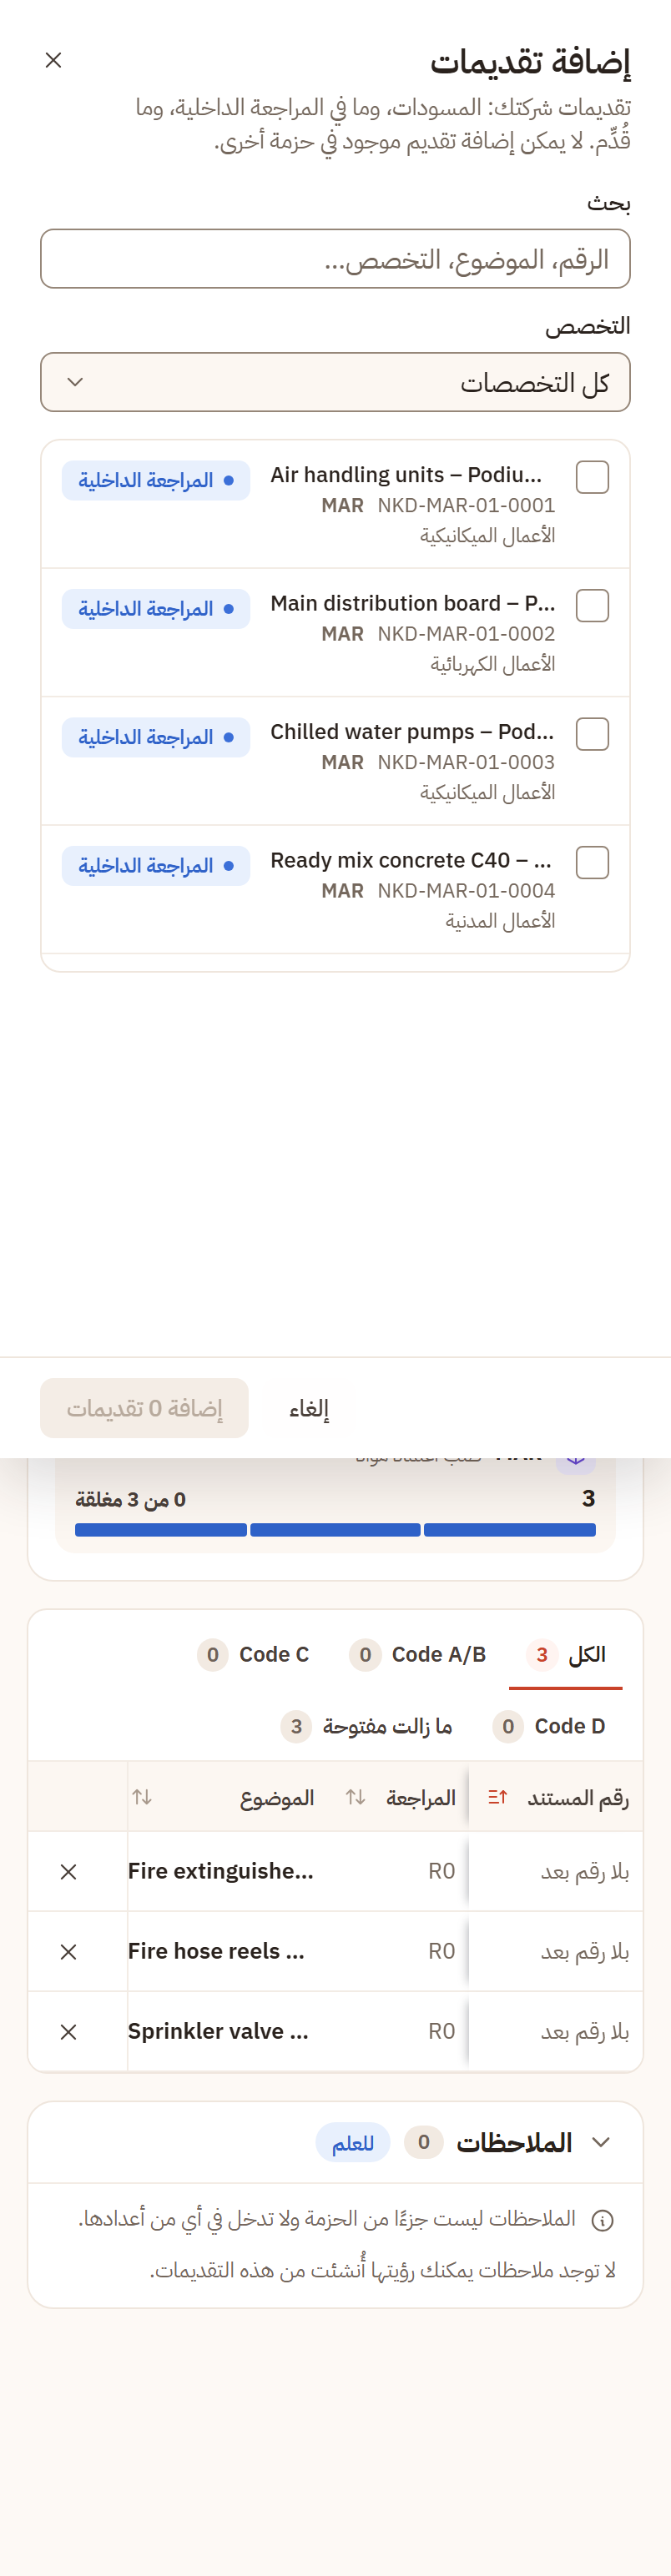 إضافة تقديمات
تقديمات شركتك: المسودات، وما في المراجعة الداخلية، وما
قُدِّم. لا يمكن إضافة تقديم موجود في حزمة أخرى.
بحث
الرقم، الموضوع، التخصص...
التخصص
كل التخصصات
Air handling units – Podiu... المراجعة الداخلية
NKD-MAR-01-0001 MAR
الأعمال الميكانيكية
Main distribution board – P... المراجعة الداخلية
NKD-MAR-01-0002 MAR
الأعمال الكهربائية
Chilled water pumps – Pod... المراجعة الداخلية
NKD-MAR-01-0003 MAR
الأعمال الميكانيكية
Ready mix concrete C40 – ... المراجعة الداخلية
NKD-MAR-01-0004 MAR
الأعمال المدنية
إلغاء إضافة 0 تقديمات
3 0 من 3 مغلقة
الكل 3 Code A/B 0 Code C 0
Code D 0 ما زالت مفتوحة 3
رقم المستند المراجعة الموضوع
بلا رقم بعد R0 Fire extinguishe...
بلا رقم بعد R0 Fire hose reels ...
بلا رقم بعد R0 Sprinkler valve ...
الملاحظات 0 للعلم
الملاحظات ليست جزءًا من الحزمة ولا تدخل في أي من أعدادها.
لا توجد ملاحظات يمكنك رؤيتها أُنشئت من هذه التقديمات.